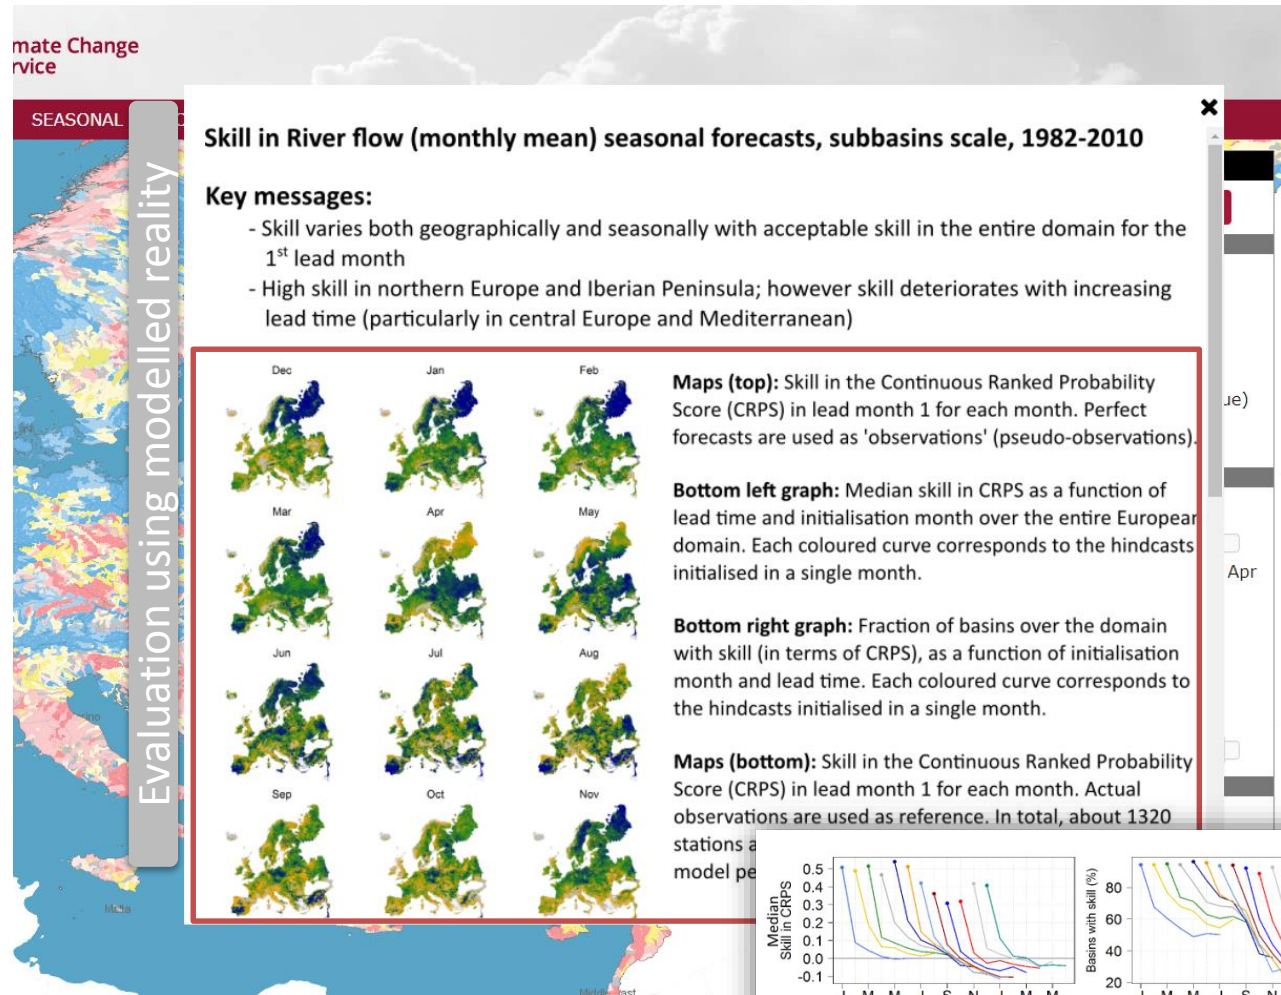 mate Change
rvice
SEASONAL
Evaluation using modelled reality
Skill in River flow (monthly mean) seasonal forecasts, subbasins scale, 1982-2010
Key messages:
- Skill varies both geographically and seasonally with acceptable skill in the entire domain for the
1st lead month
- High skill in northern Europe and Iberian Peninsula; however skill deteriorates with increasing
lead time (particularly in central Europe and Mediterranean)
Dec Jan Feb
Mar Apr May
Jun Jul Aug
Sep Oct Nov
Maps (top): Skill in the Continuous Ranked Probability
Score (CRPS) in lead month 1 for each month. Perfect
forecasts are used as 'observations' (pseudo-observations).
Bottom left graph: Median skill in CRPS as a function of
lead time and initialisation month over the entire European
domain. Each coloured curve corresponds to the hindcasts
initialised in a single month.
Bottom right graph: Fraction of basins over the domain
with skill (in terms of CRPS), as a function of initialisation
month and lead time. Each coloured curve corresponds to
the hindcasts initialised in a single month.
Maps (bottom): Skill in the Continuous Ranked Probability
Score (CRPS) in lead month 1 for each month. Actual
observations are used as reference. In total, about 1320
stations a
model pe
ue)
Apr
Malta
Median
Skill in CRPS
0.5
0.4
0.3
0.2
0.1
0.0
-0.1
J M M J S N J M M
Basins with skill (%)
80
60
40
20
J M M J S N